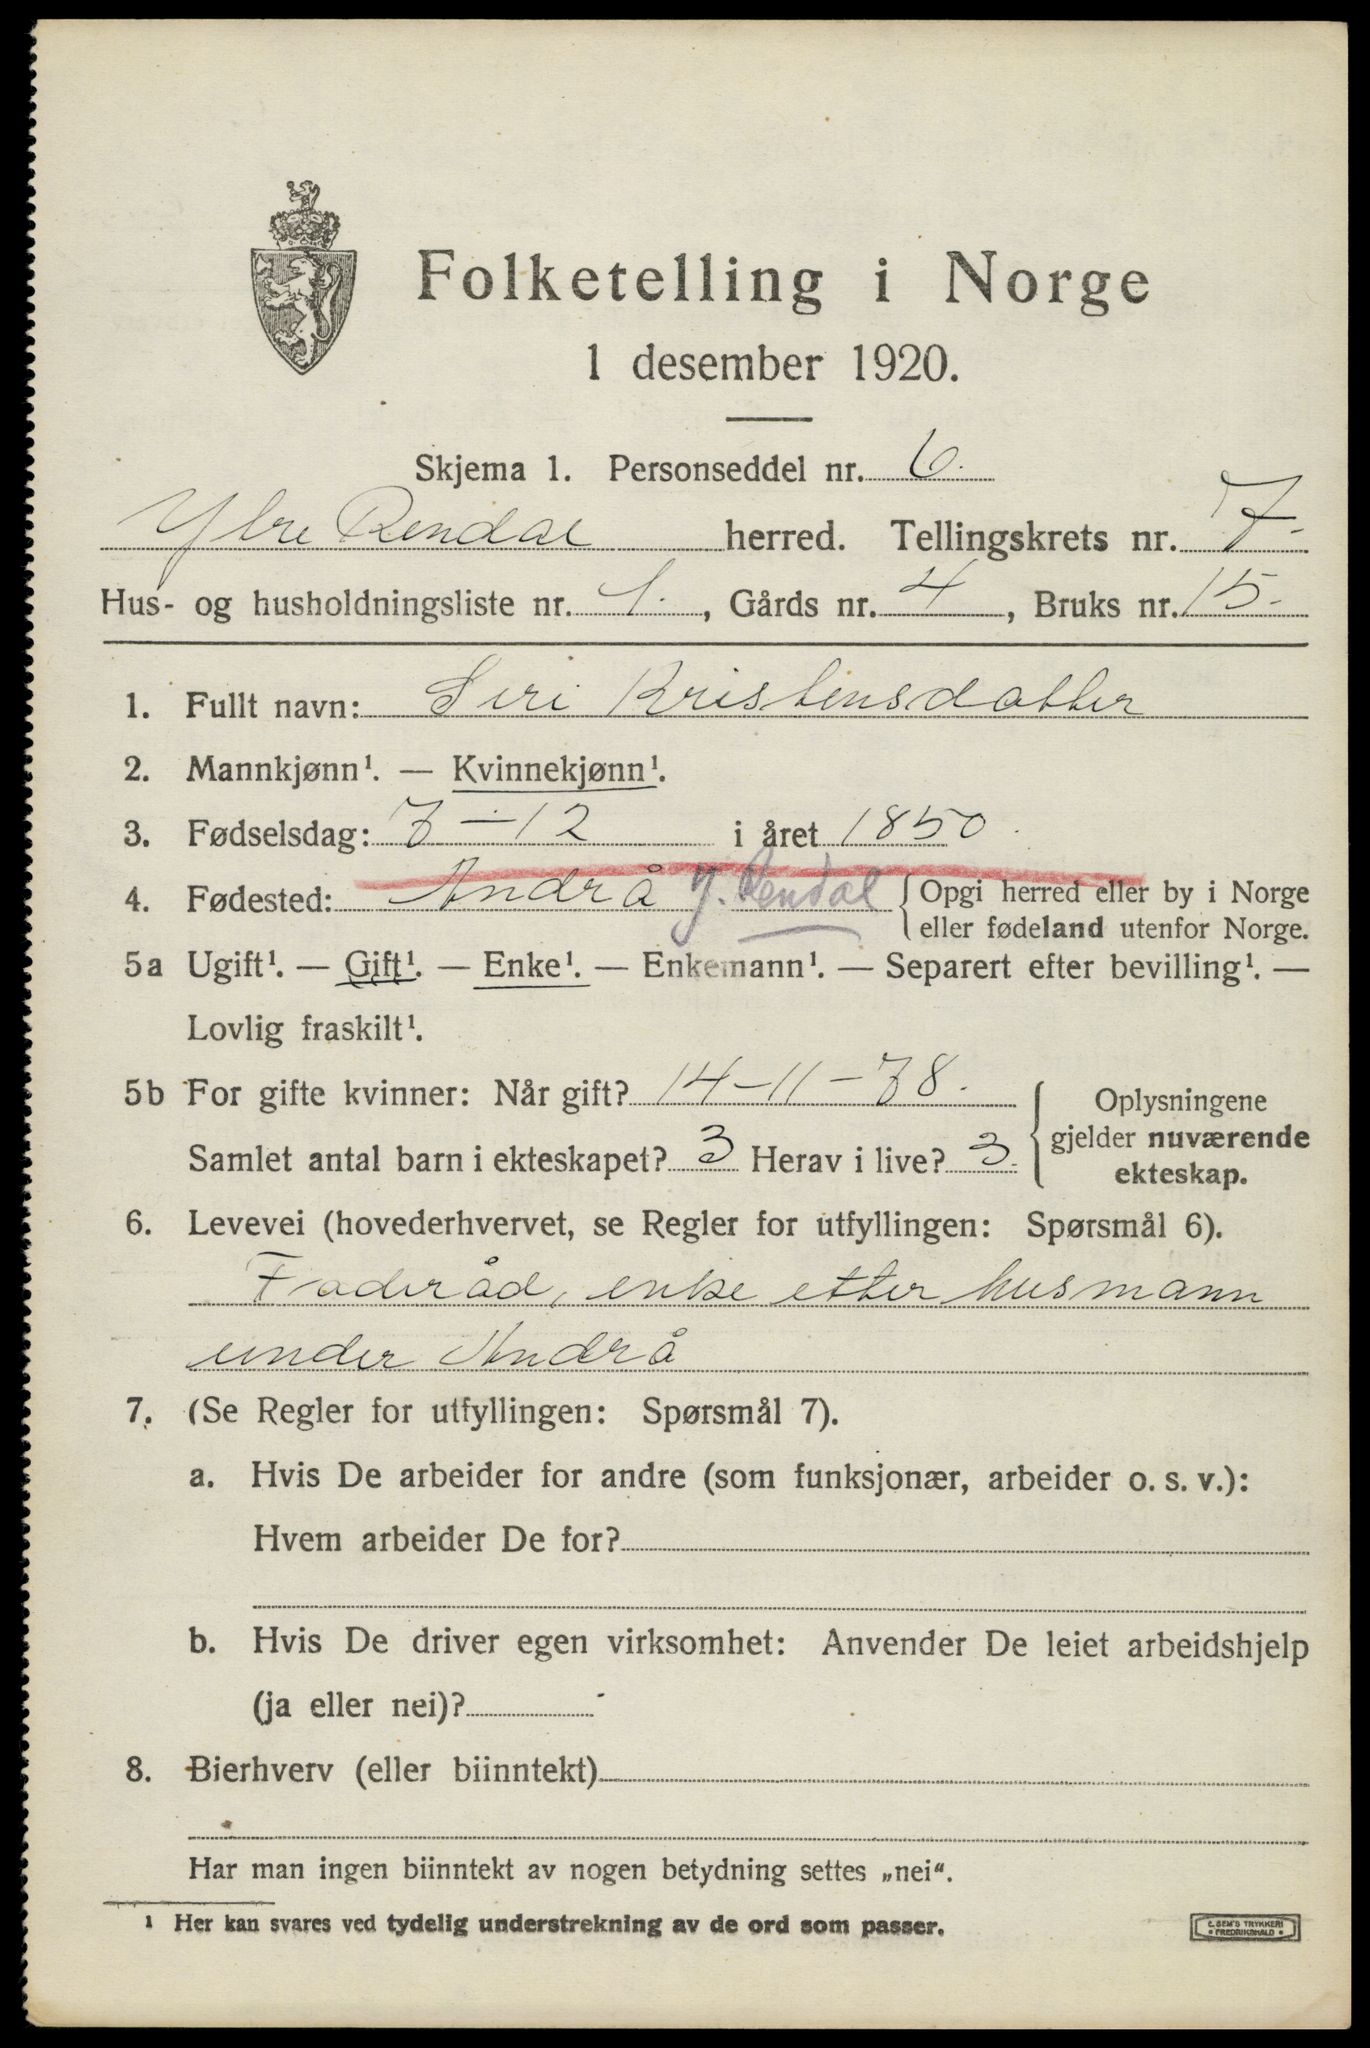 Folketelling i Norge
1 desember 1920.
Skjema 1. Personseddel nr. 6.
Ytre Rendal herred. Tellingskrets nr. 7-
Hus- og husholdningsliste nr. 1., Gårds nr. 4, Bruks nr. 15-
1. Fullt navn: Siri Kristensdatter
2. Mannkjønn¹. — Kvinnekjønn¹.
3. Fødselsdag: 7-12 i året 1850.
4. Fødested: Andrå Y. Rendal { Opgi herred eller by i Norge
eller fødeland utenfor Norge.
5a Ugift¹. — Gift¹. — Enke¹. — Enkemann¹. — Separert efter bevilling¹. —
Lovlig fraskilt¹.
5b For gifte kvinner: Når gift? 14-11-78.
Samlet antal barn i ekteskapet? 3 Herav i live? 3.
{ Oplysningene
gjelder nuværende
ekteskap.
6. Levevei (hovederhvervet, se Regler for utfyllingen: Spørsmål 6).
Føderåd, enke etter husmann
under Andrå
7. (Se Regler for utfyllingen: Spørsmål 7).
a. Hvis De arbeider for andre (som funksjonær, arbeider o. s. v.):
Hvem arbeider De for?
b. Hvis De driver egen virksomhet: Anvender De leiet arbeidshjelp
(ja eller nei)?
8. Bierhverv (eller biinntekt)
Har man ingen biinntekt av nogen betydning settes „nei“.
¹ Her kan svares ved tydelig understrekning av de ord som passer.
E. SEM'S TRYKKERI
• FREDRIKSHALD •